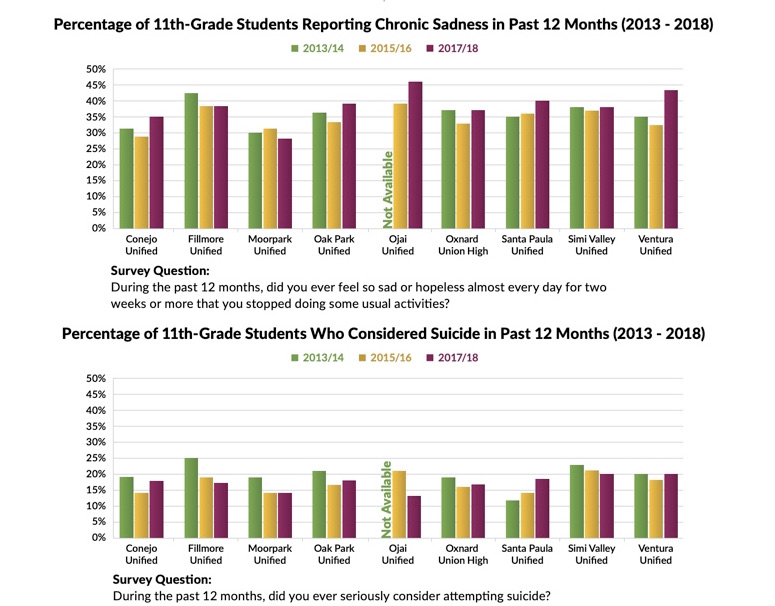 Percentage of 11th-Grade Students Reporting Chronic Sadness in Past 12 Months (2013 - 2018)
2013/14 2015/16 2017/18
50%
45%
40%
35%
30%
25%
20%
15%
10%
5%
0%
Not Available
Conejo Fillmore Moorpark Oak Park Ojai Oxnard Santa Paula Simi Valley Ventura
Unified Unified Unified Unified Unified Union High Unified Unified Unified
Survey Question:
During the past 12 months, did you ever feel so sad or hopeless almost every day for two
weeks or more that you stopped doing some usual activities?
Percentage of 11th-Grade Students Who Considered Suicide in Past 12 Months (2013 - 2018)
2013/14 2015/16 2017/18
50%
45%
40%
35%
30%
25%
20%
15%
10%
5%
0%
Not Available
Conejo Fillmore Moorpark Oak Park Ojai Oxnard Santa Paula Simi Valley Ventura
Unified Unified Unified Unified Unified Union High Unified Unified Unified
Survey Question:
During the past 12 months, did you ever seriously consider attempting suicide?